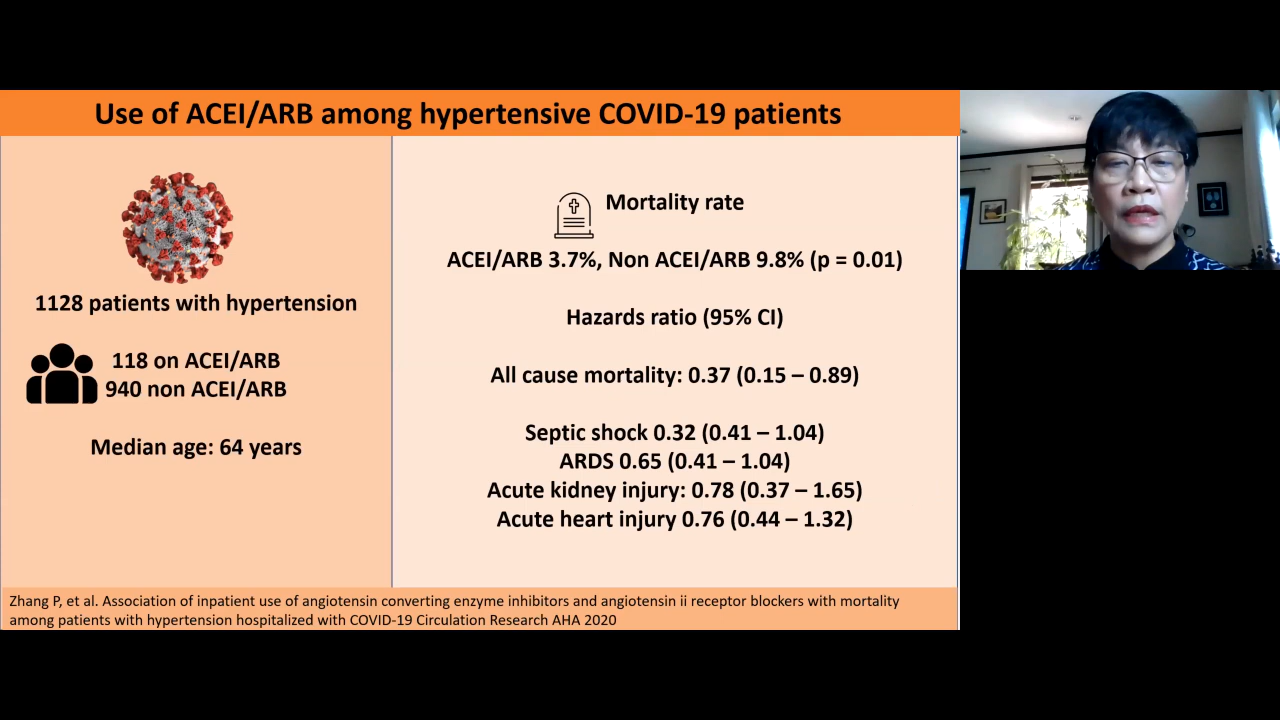 Use of ACEI/ARB among hypertensive COVID-19 patients
1128 patients with hypertension
118 on ACEI/ARB
940 non ACEI/ARB
Median age: 64 years
Mortality rate
ACEI/ARB 3.7%, Non ACEI/ARB 9.8% (p = 0.01)
Hazards ratio (95% CI)
All cause mortality: 0.37 (0.15 – 0.89)
Septic shock 0.32 (0.41 – 1.04)
ARDS 0.65 (0.41 – 1.04)
Acute kidney injury: 0.78 (0.37 – 1.65)
Acute heart injury 0.76 (0.44 – 1.32)
Zhang P, et al. Association of inpatient use of angiotensin converting enzyme inhibitors and angiotensin ii receptor blockers with mortality
among patients with hypertension hospitalized with COVID-19 Circulation Research AHA 2020